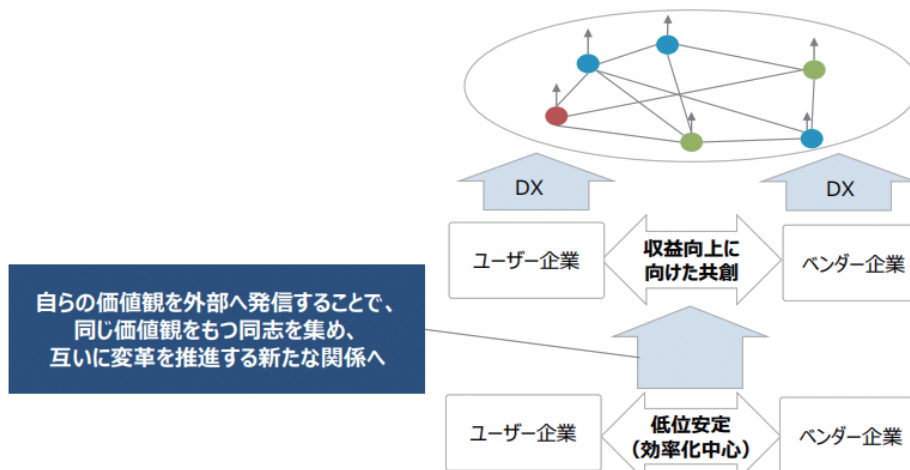 DX
DX
ユーザー企業
収益向上に
向けた共創
ベンダー企業
自らの価値観を外部へ発信することで、
同じ価値観をもつ同志を集め、
互いに変革を推進する新たな関係へ
ユーザー企業
低位安定
（効率化中心）
ベンダー企業